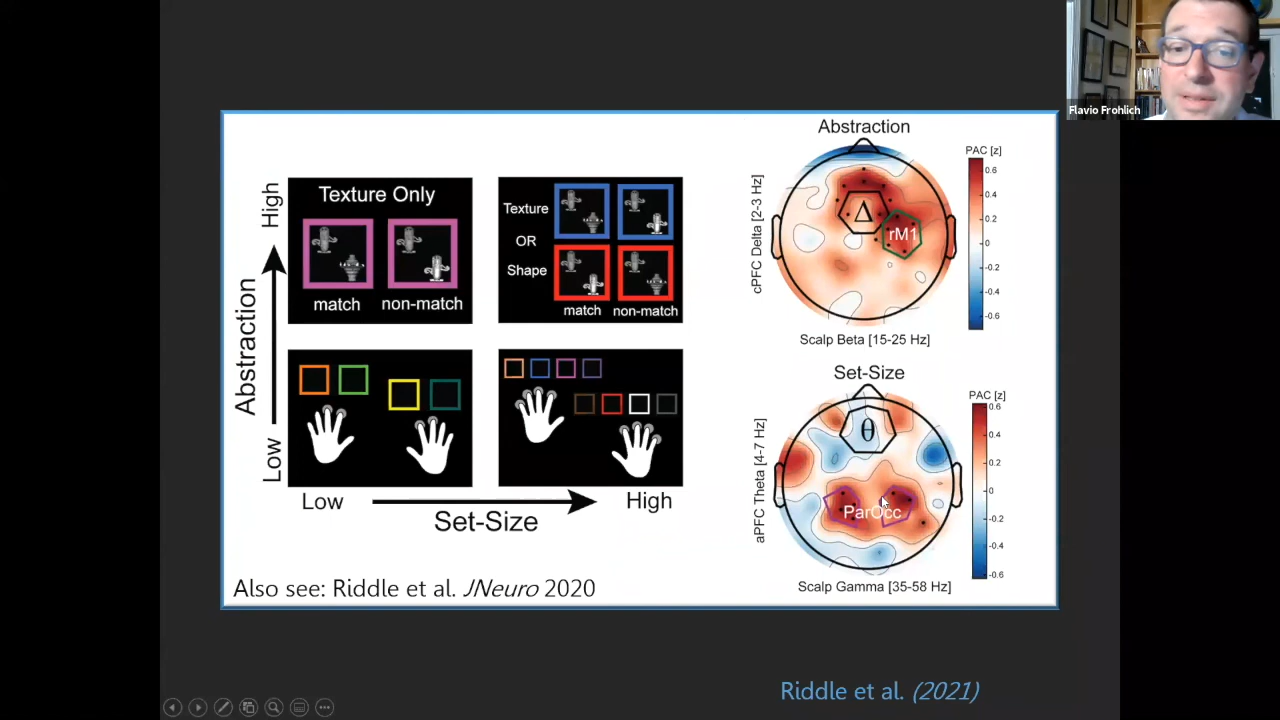 Flavio Frohlich
Abstraction
PAC [z]
High
Texture Only
Texture
OR
Shape
match
non-match
match
non-match
Abstraction
Low
Low
High
Set-Size
cPFC Delta [2-3 Hz]
Δ
rM1
0.6
0.4
0.2
0
-0.2
-0.4
-0.6
Scalp Beta [15-25 Hz]
Set-Size
PAC [z]
aPFC Theta [4-7 Hz]
θ
ParOcc
0.6
0.4
0.2
0
-0.2
-0.4
-0.6
Scalp Gamma [35-58 Hz]
Also see: Riddle et al. JNeuro 2020
Riddle et al. (2021)